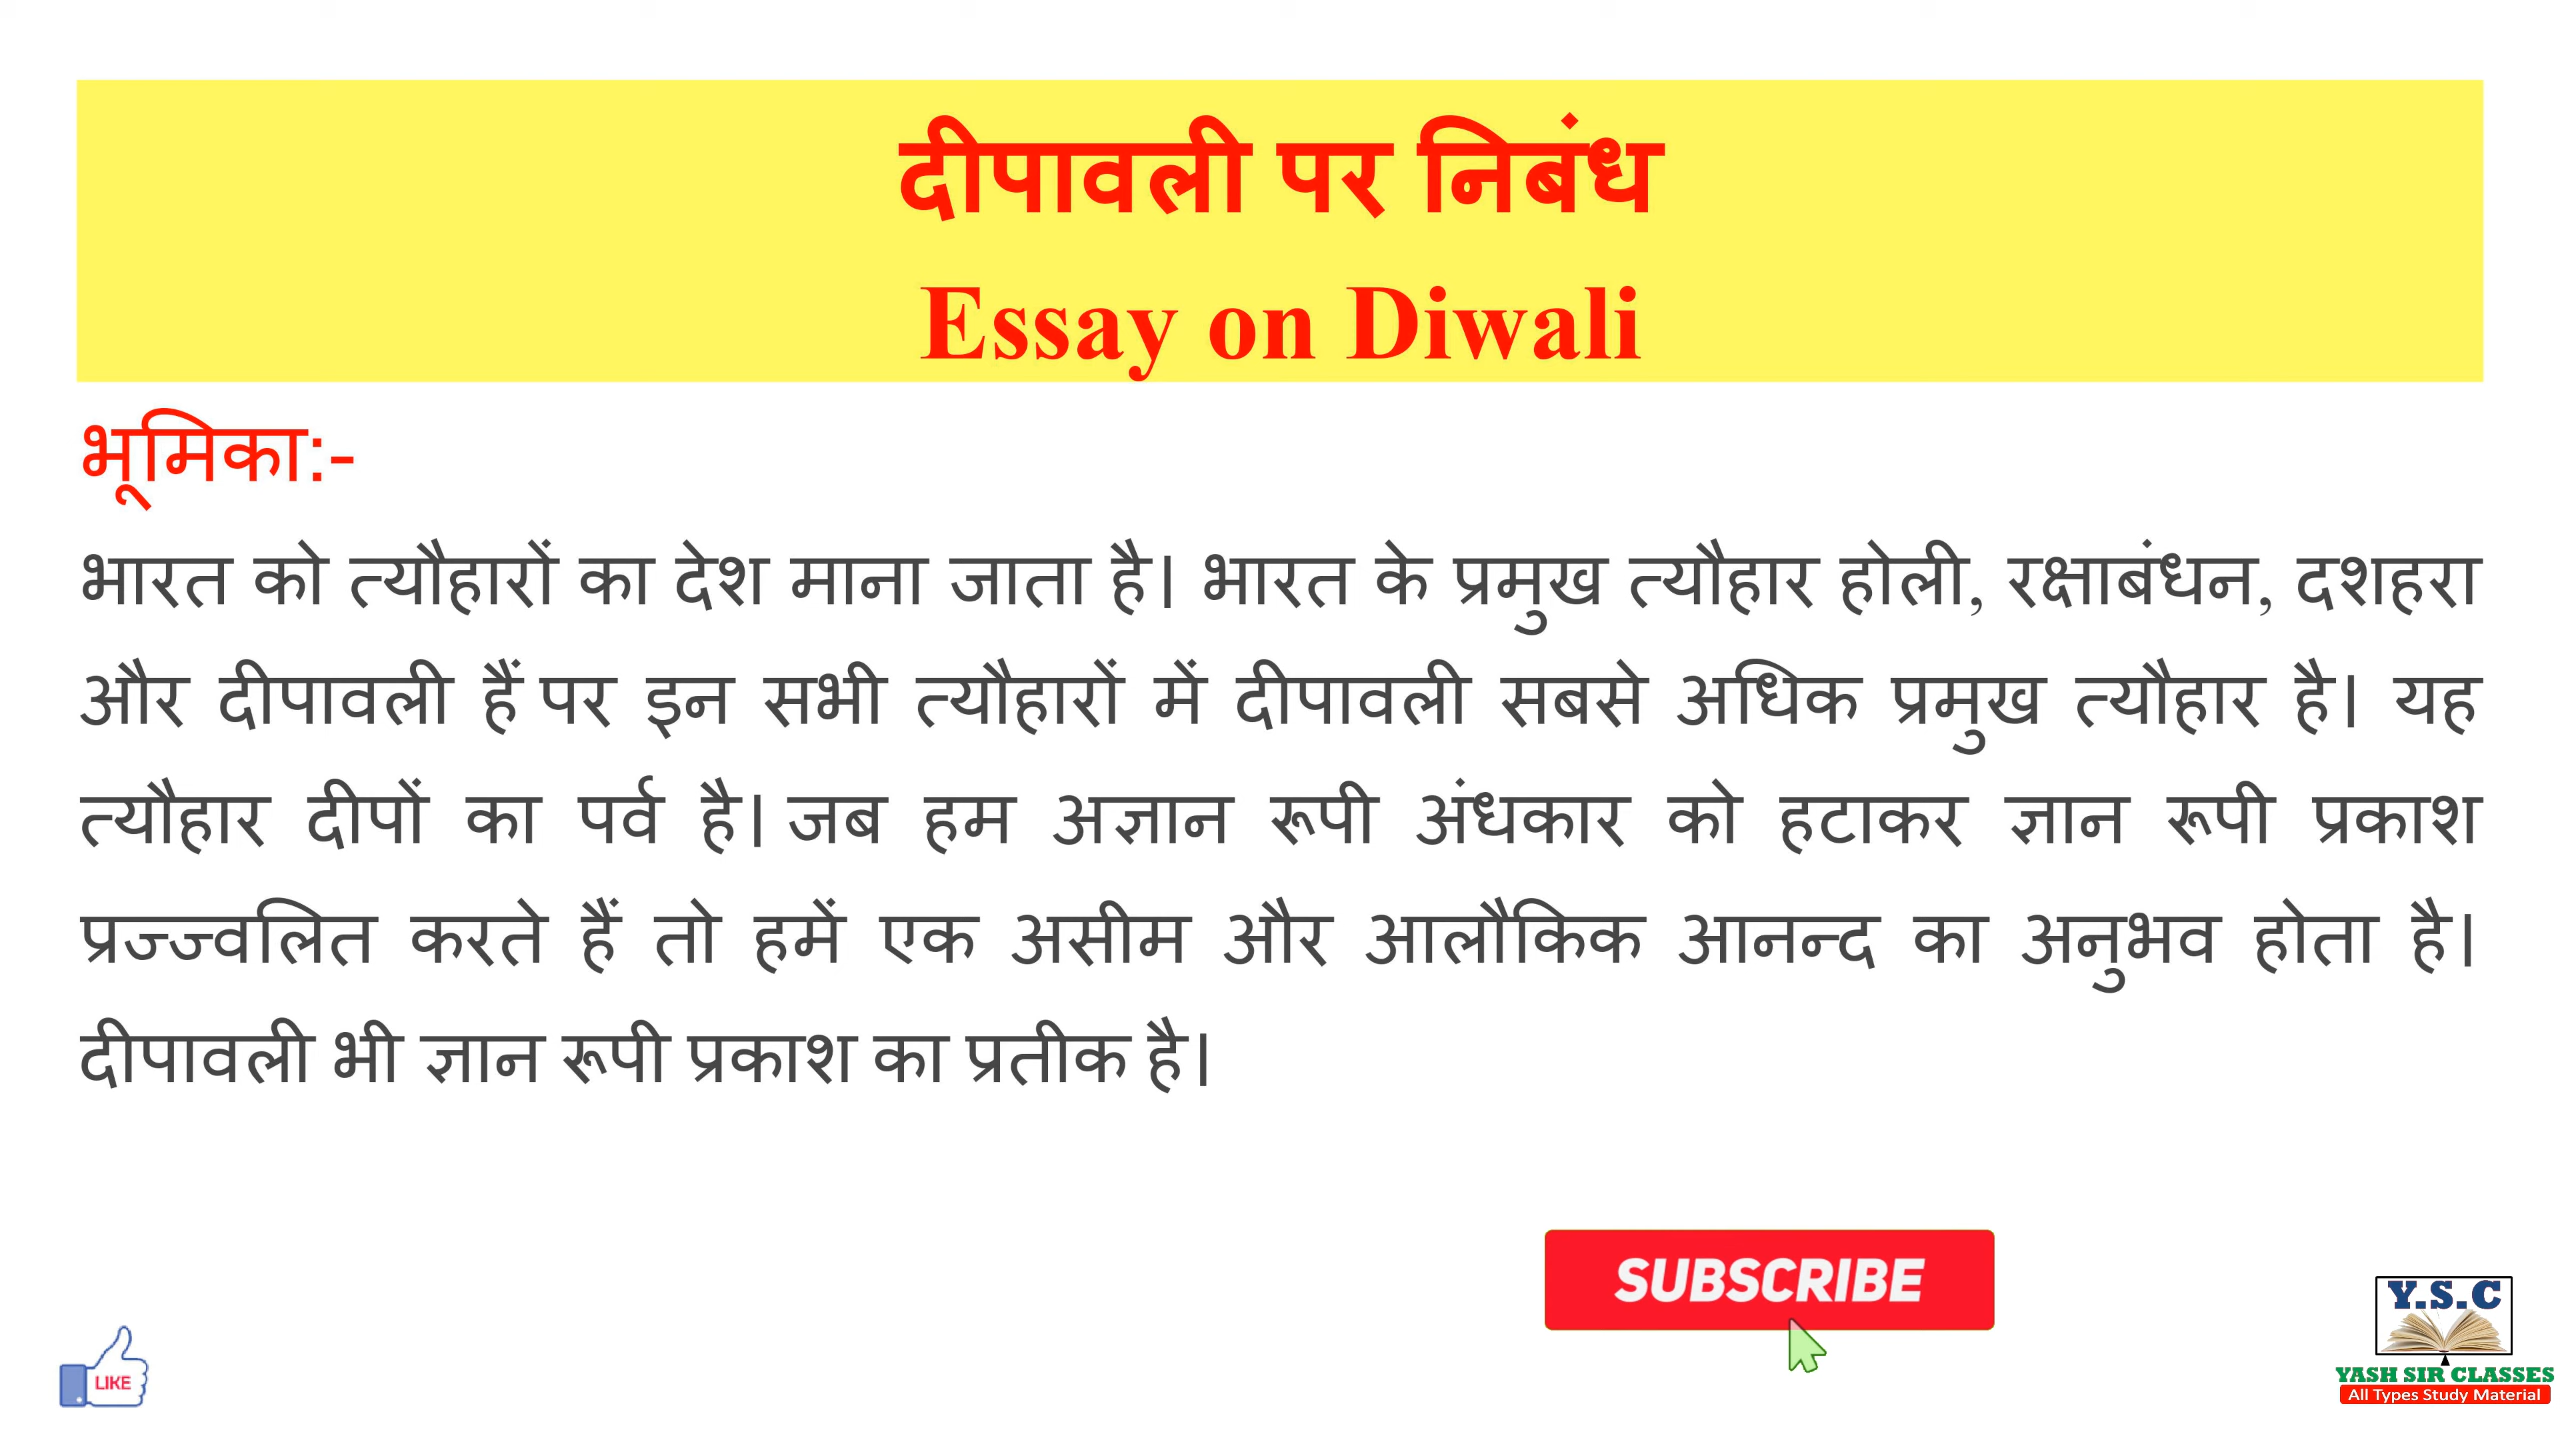 दीपावली पर निबंध
Essay on Diwali
भूमिका:-
भारत को त्यौहारों का देश माना जाता है। भारत के प्रमुख त्यौहार होली, रक्षाबंधन, दशहरा
और दीपावली हैं पर इन सभी त्यौहारों में दीपावली सबसे अधिक प्रमुख त्यौहार है। यह
त्यौहार दीपों का पर्व है। जब हम अज्ञान रूपी अंधकार को हटाकर ज्ञान रूपी प्रकाश
प्रज्ज्वलित करते हैं तो हमें एक असीम और आलौकिक आनन्द का अनुभव होता है।
दीपावली भी ज्ञान रूपी प्रकाश का प्रतीक है।
SUBSCRIBE
LIKE
Y.S.C
YASH SIR CLASSES
All Types Study Material